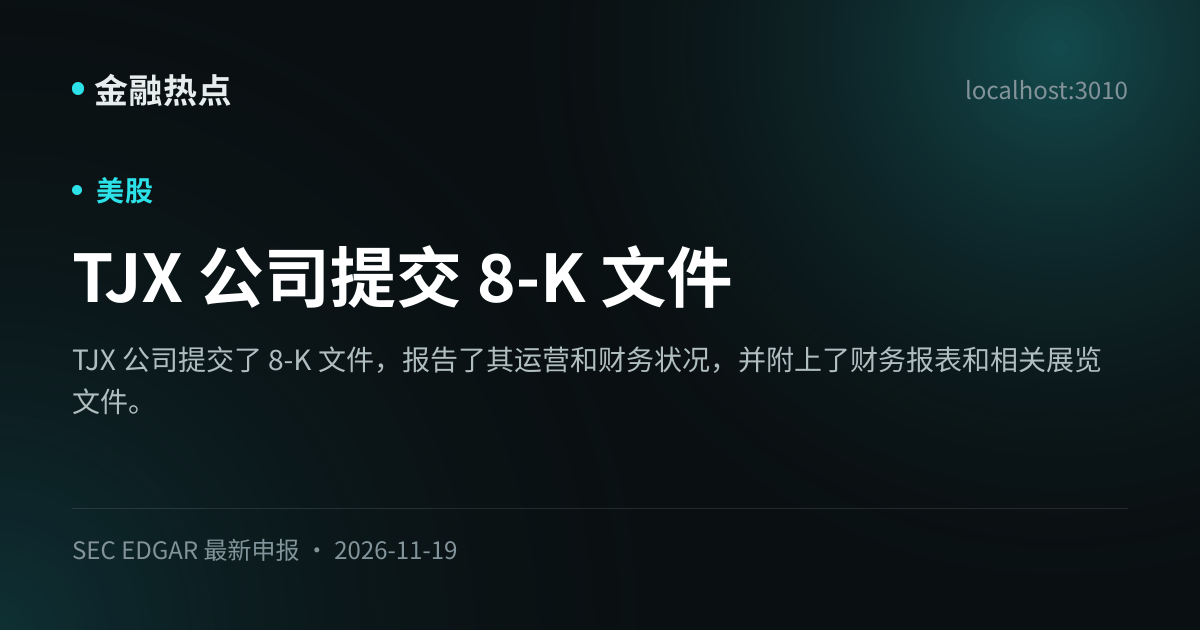 金融热点
localhost:3010
美股
TJX 公司提交 8-K 文件
TJX 公司提交了 8-K 文件，报告了其运营和财务状况，并附上了财务报表和相关展览
文件。
SEC EDGAR 最新申报 · 2026-11-19